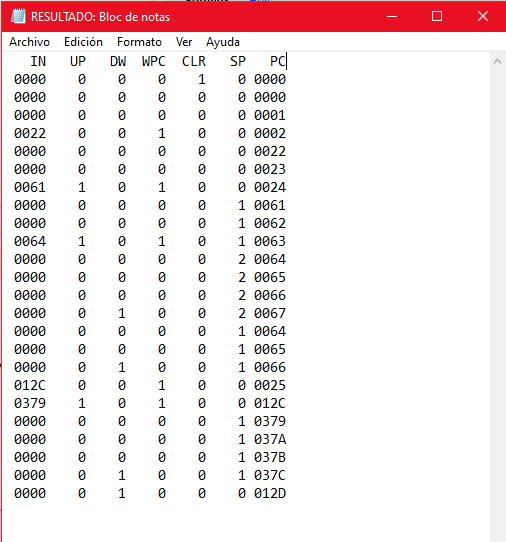 RESULTADO: Bloc de notas
Archivo Edición Formato Ver Ayuda
IN UP DW WPC CLR SP PC
0000 0 0 0 1 0 0000
0000 0 0 0 0 0 0000
0000 0 0 0 0 0 0001
0022 0 0 1 0 0 0002
0000 0 0 0 0 0 0022
0000 0 0 0 0 0 0023
0061 1 0 1 0 0 0024
0000 0 0 0 0 1 0061
0000 0 0 0 0 1 0062
0064 1 0 1 0 1 0063
0000 0 0 0 0 2 0064
0000 0 0 0 0 2 0065
0000 0 0 0 0 2 0066
0000 0 1 0 0 2 0067
0000 0 0 0 0 1 0064
0000 0 0 0 0 1 0065
0000 0 1 0 0 1 0066
012C 0 0 1 0 0 0025
0379 1 0 1 0 0 012C
0000 0 0 0 0 1 0379
0000 0 0 0 0 1 037A
0000 0 0 0 0 1 037B
0000 0 1 0 0 1 037C
0000 0 1 0 0 0 012D